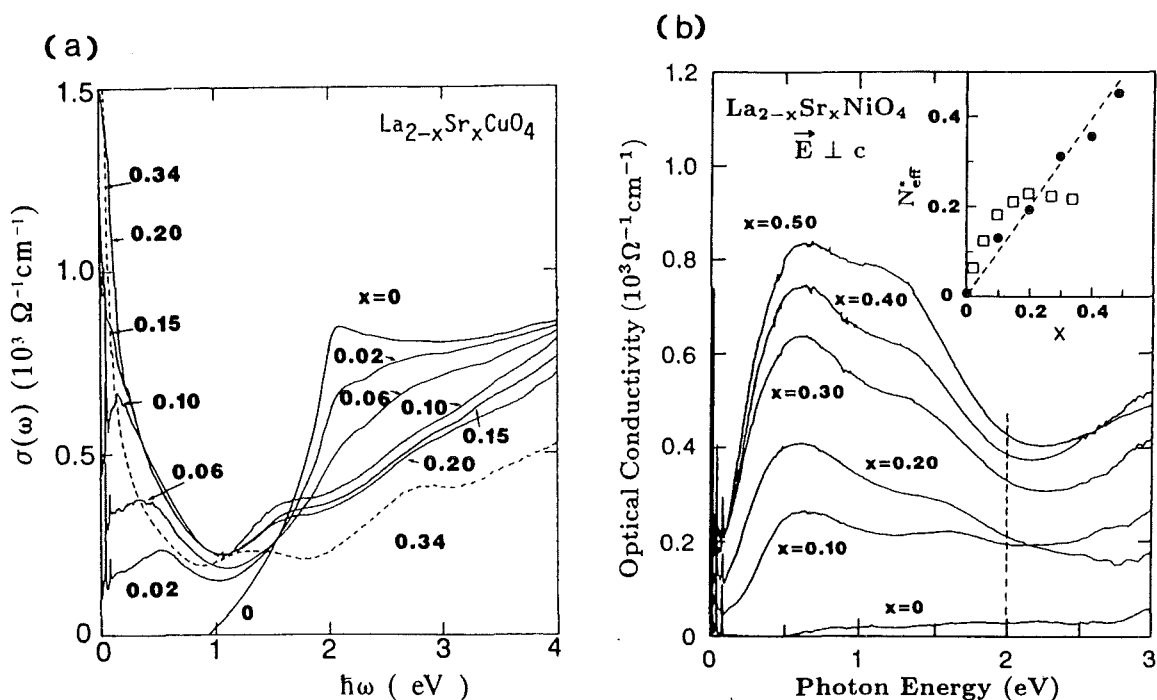 (a)
1.5
1.0
0.5
0
σ(ω) (10³ Ω⁻¹cm⁻¹)
La₂₋ₓSrₓCuO₄
0.34
0.20
0.15
0.10
0.06
0.02
x=0
0.02
0.06
0.10
0.15
0.20
0.34
0
0 1 2 3 4
ħω ( eV)
(b)
1.2
1.0
0.8
0.6
0.4
0.2
0
Optical Conductivity (10³Ω⁻¹cm⁻¹)
La₂₋ₓSrₓNiO₄
E⃗ ⊥ c
x=0.50
x=0.40
x=0.30
x=0.20
x=0.10
x=0
0 1 2 3
Photon Energy (eV)
0.4
0.2
0
N*eff
0 0.2 0.4
X